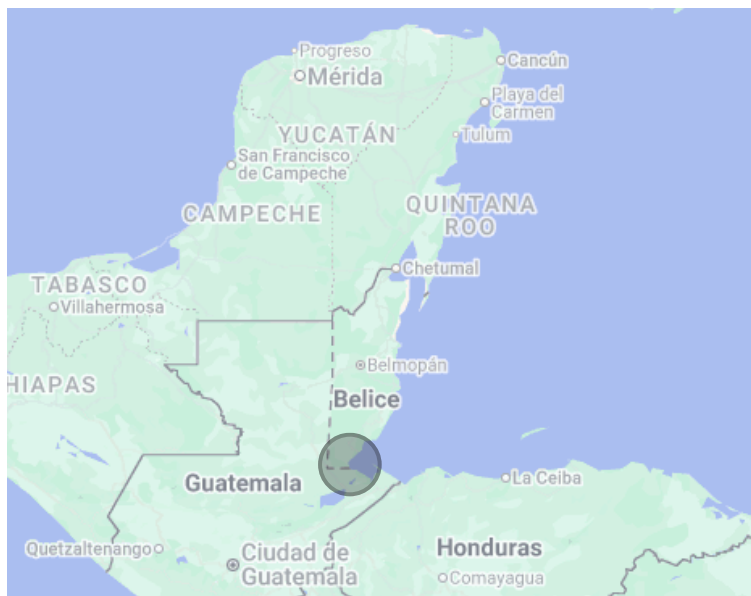 Progreso
Mérida
Cancún
Playa del
Carmen
YUCATÁN
Tulum
San Francisco
de Campeche
CAMPECHE
QUINTANA
ROO
Chetumal
TABASCO
Villahermosa
Belmopán
HIAPAS
Belice
Guatemala
La Ceiba
Quetzaltenango
Ciudad de
Guatemala
Honduras
Comayagua